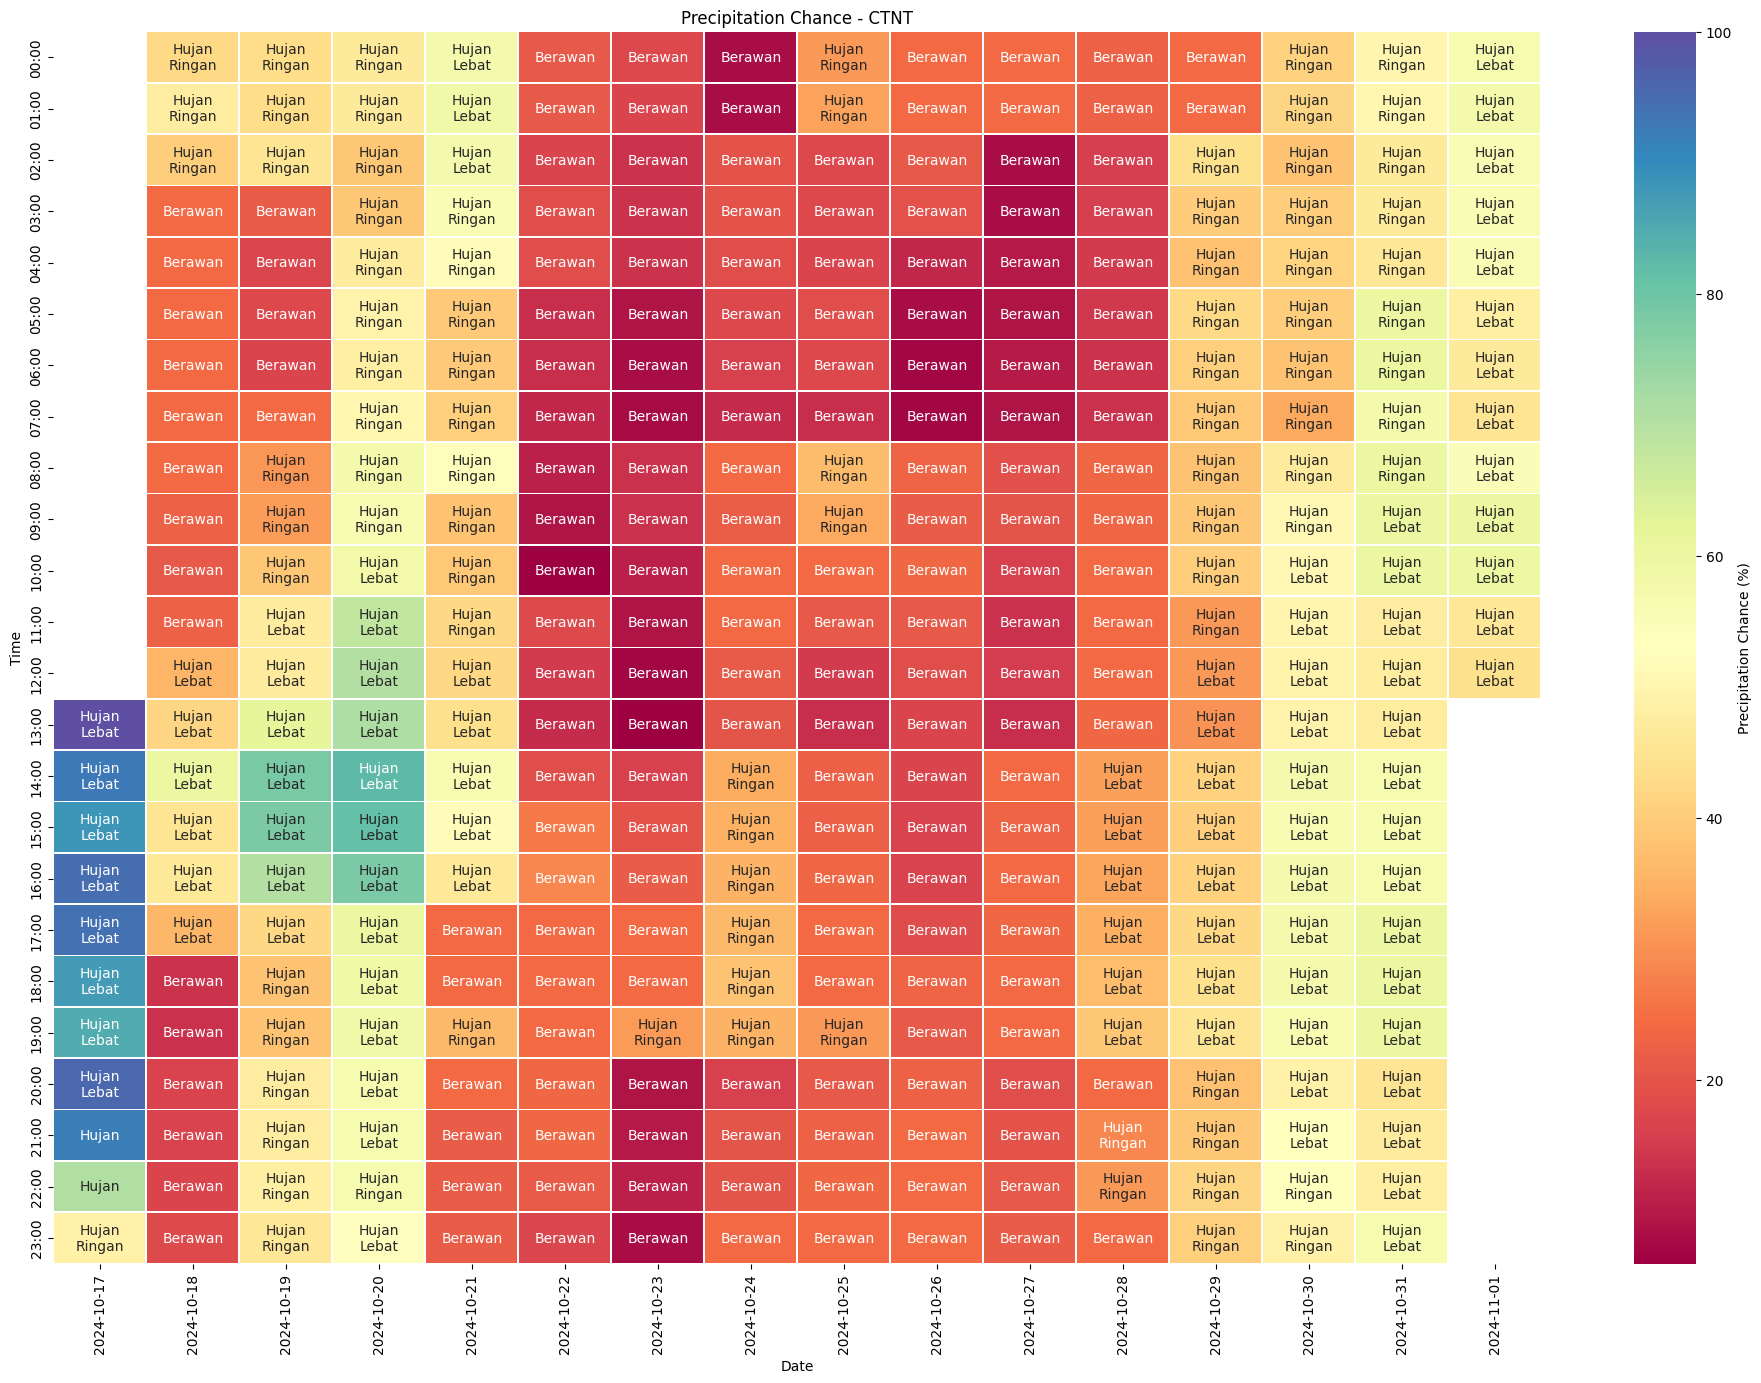 Precipitation Chance - CTNT
00:00 Hujan Ringan Hujan Ringan Hujan Ringan Hujan Lebat Berawan Berawan Berawan Hujan Ringan Berawan Berawan Berawan Berawan Hujan Ringan Hujan Ringan Hujan Lebat
01:00 Hujan Ringan Hujan Ringan Hujan Ringan Hujan Lebat Berawan Berawan Berawan Hujan Ringan Berawan Berawan Berawan Berawan Hujan Ringan Hujan Ringan Hujan Lebat
02:00 Hujan Ringan Hujan Ringan Hujan Ringan Hujan Lebat Berawan Berawan Berawan Berawan Berawan Berawan Berawan Hujan Ringan Hujan Ringan Hujan Ringan Hujan Lebat
03:00 Berawan Berawan Hujan Ringan Hujan Ringan Berawan Berawan Berawan Berawan Berawan Berawan Berawan Hujan Ringan Hujan Ringan Hujan Ringan Hujan Lebat
04:00 Berawan Berawan Hujan Ringan Hujan Ringan Berawan Berawan Berawan Berawan Berawan Berawan Berawan Hujan Ringan Hujan Ringan Hujan Ringan Hujan Lebat
05:00 Berawan Berawan Hujan Ringan Hujan Ringan Berawan Berawan Berawan Berawan Berawan Berawan Berawan Hujan Ringan Hujan Ringan Hujan Ringan Hujan Lebat
06:00 Berawan Berawan Hujan Ringan Hujan Ringan Berawan Berawan Berawan Berawan Berawan Berawan Berawan Hujan Ringan Hujan Ringan Hujan Ringan Hujan Lebat
07:00 Berawan Berawan Hujan Ringan Hujan Ringan Berawan Berawan Berawan Berawan Berawan Berawan Berawan Hujan Ringan Hujan Ringan Hujan Ringan Hujan Lebat
08:00 Berawan Hujan Ringan Hujan Ringan Hujan Ringan Berawan Berawan Berawan Hujan Ringan Berawan Berawan Berawan Hujan Ringan Hujan Ringan Hujan Ringan Hujan Lebat
09:00 Berawan Hujan Ringan Hujan Ringan Hujan Ringan Berawan Berawan Berawan Hujan Ringan Berawan Berawan Berawan Hujan Ringan Hujan Ringan Hujan Lebat Hujan Lebat
10:00 Berawan Hujan Ringan Hujan Lebat Hujan Ringan Berawan Berawan Berawan Berawan Berawan Berawan Berawan Hujan Ringan Hujan Lebat Hujan Lebat Hujan Lebat
11:00 Berawan Hujan Lebat Hujan Lebat Hujan Ringan Berawan Berawan Berawan Berawan Berawan Berawan Berawan Hujan Ringan Hujan Lebat Hujan Lebat Hujan Lebat
12:00 Hujan Lebat Hujan Lebat Hujan Lebat Hujan Lebat Berawan Berawan Berawan Berawan Berawan Berawan Berawan Hujan Lebat Hujan Lebat Hujan Lebat Hujan Lebat
13:00 Hujan Lebat Hujan Lebat Hujan Lebat Hujan Lebat Hujan Lebat Berawan Berawan Berawan Berawan Berawan Berawan Berawan Hujan Lebat Hujan Lebat Hujan Lebat
14:00 Hujan Lebat Hujan Lebat Hujan Lebat Hujan Lebat Hujan Lebat Berawan Berawan Hujan Ringan Berawan Berawan Berawan Hujan Lebat Hujan Lebat Hujan Lebat Hujan Lebat
15:00 Hujan Lebat Hujan Lebat Hujan Lebat Hujan Lebat Hujan Lebat Berawan Berawan Hujan Ringan Berawan Berawan Berawan Hujan Lebat Hujan Lebat Hujan Lebat Hujan Lebat
16:00 Hujan Lebat Hujan Lebat Hujan Lebat Hujan Lebat Hujan Lebat Berawan Berawan Hujan Ringan Berawan Berawan Berawan Hujan Lebat Hujan Lebat Hujan Lebat Hujan Lebat
17:00 Hujan Lebat Hujan Lebat Hujan Lebat Hujan Lebat Berawan Berawan Berawan Hujan Ringan Berawan Berawan Berawan Hujan Lebat Hujan Lebat Hujan Lebat Hujan Lebat
18:00 Hujan Lebat Berawan Hujan Ringan Hujan Lebat Berawan Berawan Berawan Hujan Ringan Berawan Berawan Berawan Hujan Lebat Hujan Lebat Hujan Lebat Hujan Lebat
19:00 Hujan Lebat Berawan Hujan Ringan Hujan Lebat Hujan Ringan Berawan Hujan Ringan Hujan Ringan Hujan Ringan Berawan Berawan Hujan Lebat Hujan Lebat Hujan Lebat Hujan Lebat
20:00 Hujan Lebat Berawan Hujan Ringan Hujan Lebat Berawan Berawan Berawan Berawan Berawan Berawan Berawan Berawan Hujan Ringan Hujan Lebat Hujan Lebat
21:00 Hujan Berawan Hujan Ringan Hujan Lebat Berawan Berawan Berawan Berawan Berawan Berawan Berawan Hujan Ringan Hujan Ringan Hujan Lebat Hujan Lebat
22:00 Hujan Berawan Hujan Ringan Hujan Ringan Berawan Berawan Berawan Berawan Berawan Berawan Berawan Hujan Ringan Hujan Ringan Hujan Ringan Hujan Lebat
23:00 Hujan Ringan Berawan Hujan Ringan Hujan Lebat Berawan Berawan Berawan Berawan Berawan Berawan Berawan Berawan Hujan Ringan Hujan Ringan Hujan Lebat
Time
2024-10-17 2024-10-18 2024-10-19 2024-10-20 2024-10-21 2024-10-22 2024-10-23 2024-10-24 2024-10-25 2024-10-26 2024-10-27 2024-10-28 2024-10-29 2024-10-30 2024-10-31 2024-11-01
Date
100
80
60
40
20
Precipitation Chance (%)